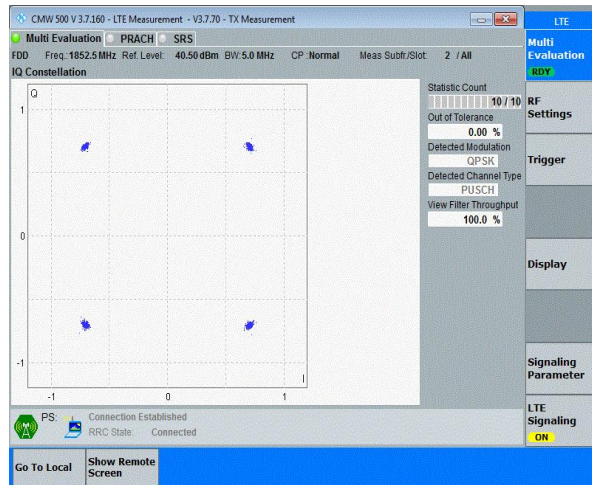 CMW 500 V 3.7.160 - LTE Measurement - V3.7.70 - TX Measurement
LTE
Multi Evaluation PRACH SRS
FDD Freq.:1852.5 MHz Ref. Level: 40.50 dBm BW:5.0 MHz CP :Normal Meas Subfr./Slot: 2 / All
IQ Constellation
Q
1
0
-1
-1 0 1
I
Statistic Count
10 / 10
Out of Tolerance
0.00 %
Detected Modulation
QPSK
Detected Channel Type
PUSCH
View Filter Throughput
100.0 %
PS: Connection Established
RRC State: Connected
Multi
Evaluation
RDY
RF
Settings
Trigger
Display
Signaling
Parameter
LTE
Signaling
ON
Go To Local
Show Remote
Screen